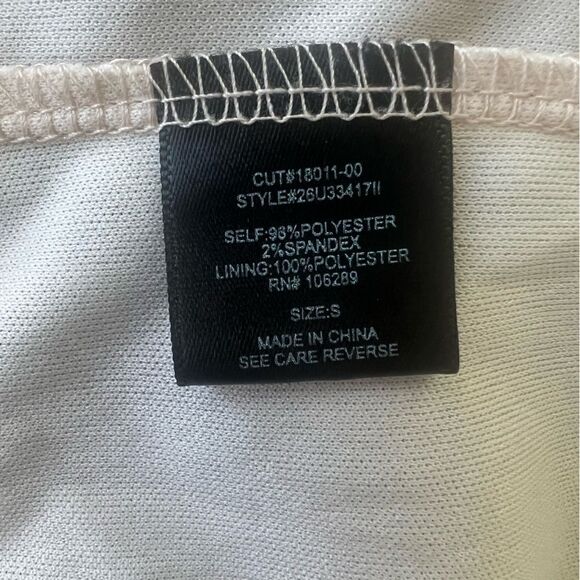 CUT#18011-00
STYLE#26U33417II
SELF:98%POLYESTER
2%SPANDEX
LINING:100%POLYESTER
RN# 106289
SIZE:S
MADE IN CHINA
SEE CARE REVERSE